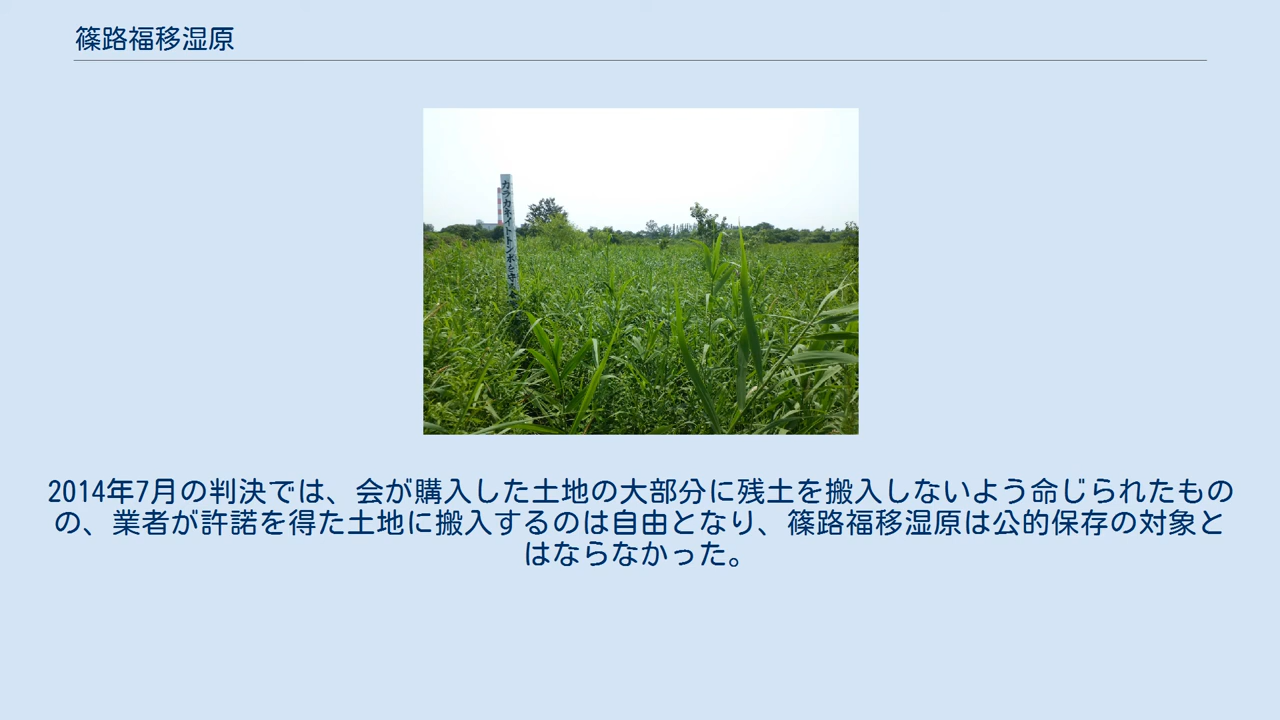 篠路福移湿原
カラカネイトトンボを守る会
2014年7月の判決では、会が購入した土地の大部分に残土を搬入しないよう命じられたもの
の、業者が許諾を得た土地に搬入するのは自由となり、篠路福移湿原は公的保存の対象と
はならなかった。